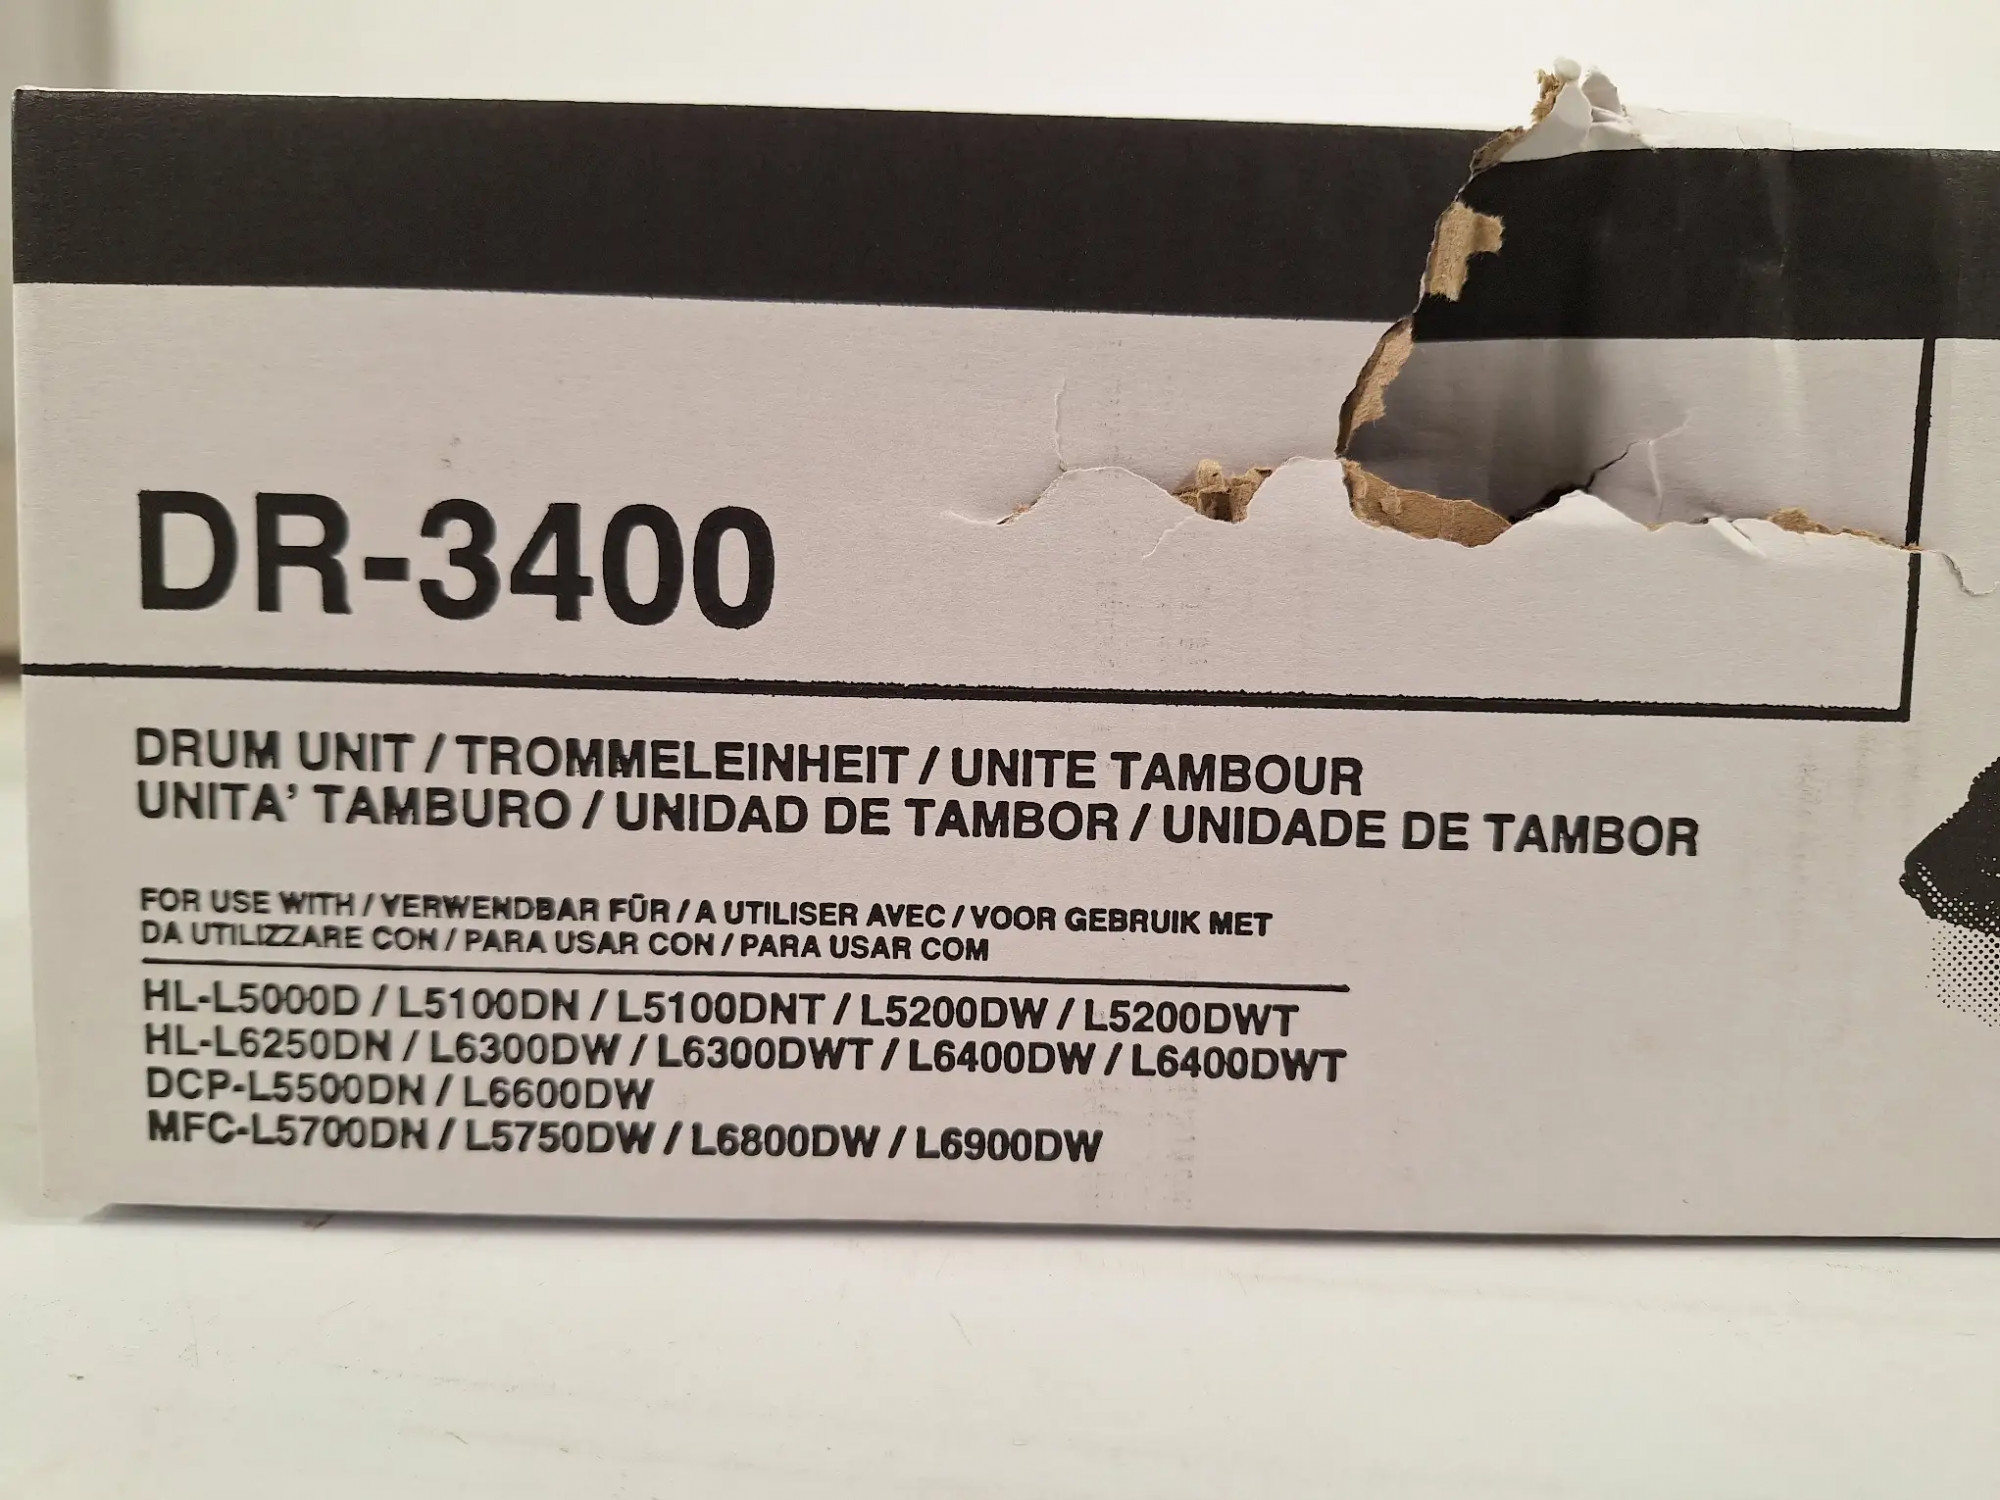 DR-3400
DRUM UNIT / TROMMELEINHEIT / UNITE TAMBOUR
UNITA' TAMBURO / UNIDAD DE TAMBOR / UNIDADE DE TAMBOR
FOR USE WITH / VERWENDBAR FÜR / A UTILISER AVEC / VOOR GEBRUIK MET
DA UTILIZZARE CON / PARA USAR CON / PARA USAR COM
HL-L5000D / L5100DN / L5100DNT / L5200DW / L5200DWT
HL-L6250DN / L6300DW / L6300DWT / L6400DW / L6400DWT
DCP-L5500DN / L6600DW
MFC-L5700DN / L5750DW / L6800DW / L6900DW